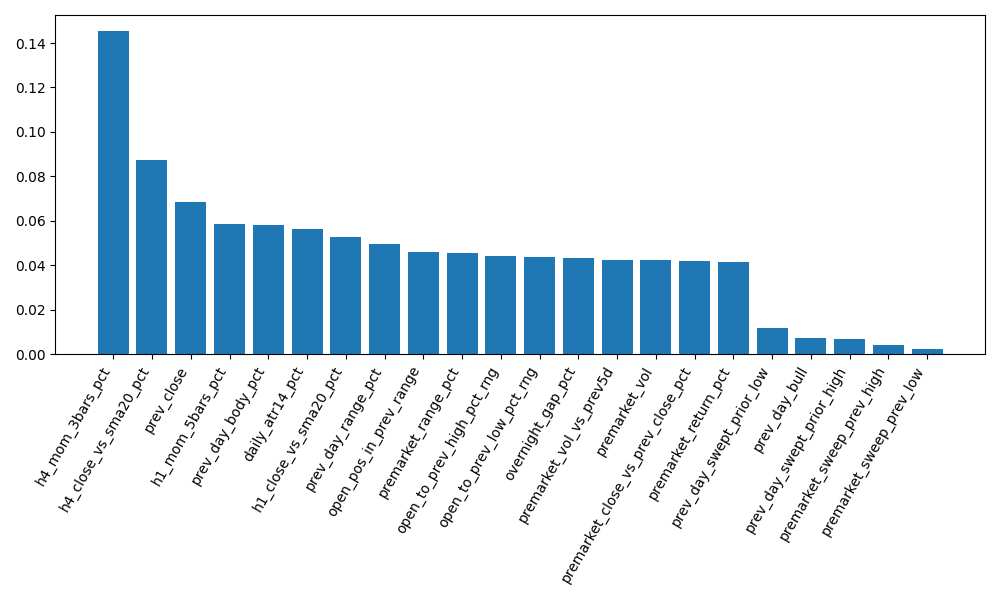 0.14
0.12
0.10
0.08
0.06
0.04
0.02
0.00
h4_mom_3bars_pct
h4_close_vs_sma20_pct
prev_close
h1_mom_5bars_pct
prev_day_body_pct
daily_atr14_pct
h1_close_vs_sma20_pct
prev_day_range_pct
open_pos_in_prev_range
premarket_range_pct
open_to_prev_high_pct_rng
open_to_prev_low_pct_rng
overnight_gap_pct
premarket_vol_vs_prev5d
premarket_vol
premarket_close_vs_prev_close_pct
premarket_return_pct
prev_day_swept_prior_low
prev_day_bull
prev_day_swept_prior_high
premarket_sweep_prev_high
premarket_sweep_prev_low